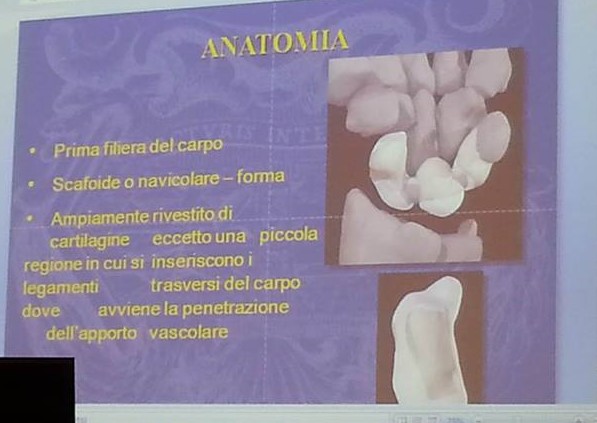 ANATOMIA
• Prima filiera del carpo
• Scafoide o navicolare – forma
• Ampiamente rivestito di
cartilagine eccetto una piccola
regione in cui si inseriscono i
legamenti trasversi del carpo
dove avviene la penetrazione
dell'apporto vascolare